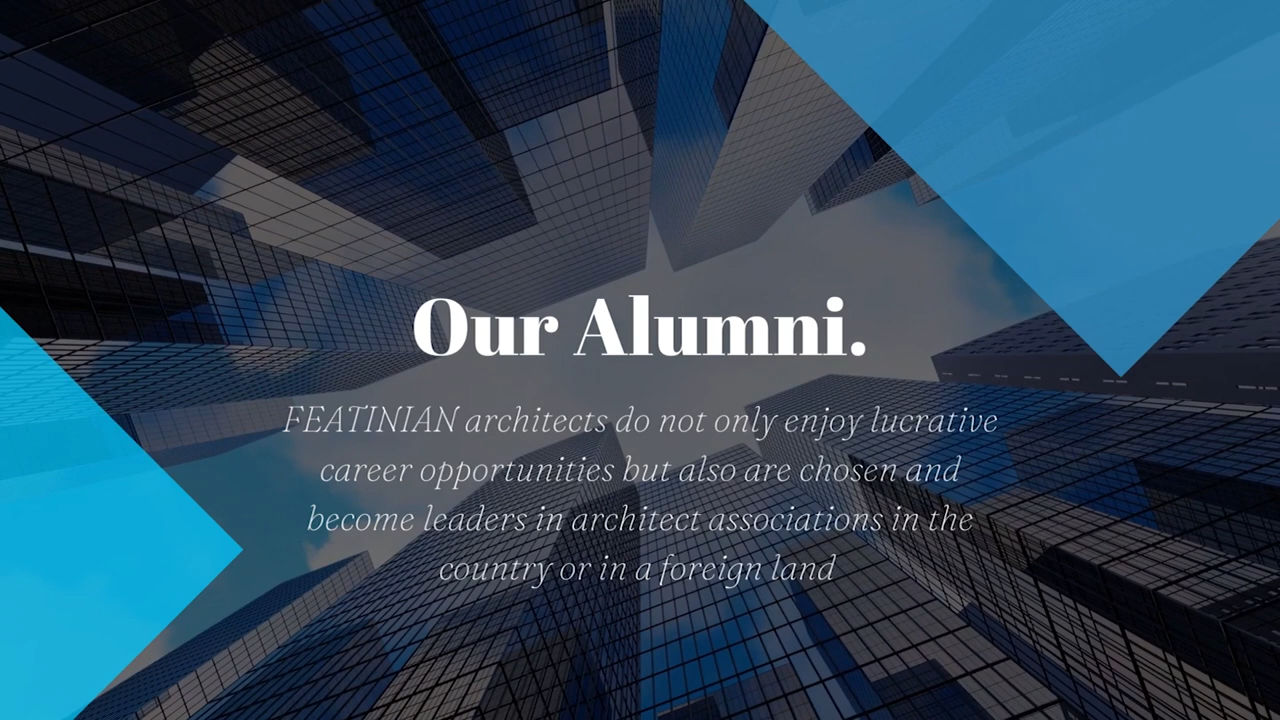 Our Alumni.
FEATINIAN architects do not only enjoy lucrative
career opportunities but also are chosen and
become leaders in architect associations in the
country or in a foreign land